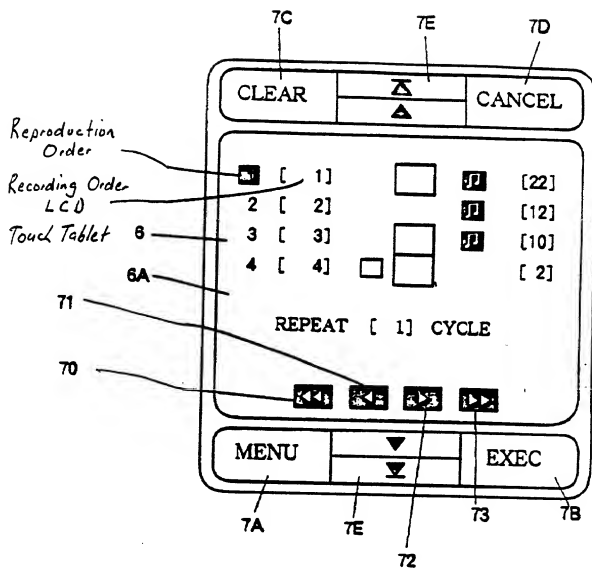 7C 7E 7D
CLEAR CANCEL
Reproduction
Order
[ 1] [22]
Recording Order
LCD
2 [ 2] [12]
Touch Tablet 6 3 [ 3] [10]
6A 4 [ 4] [ 2]
71
REPEAT [ 1] CYCLE
70
MENU EXEC
7A 7E 72 73 7B